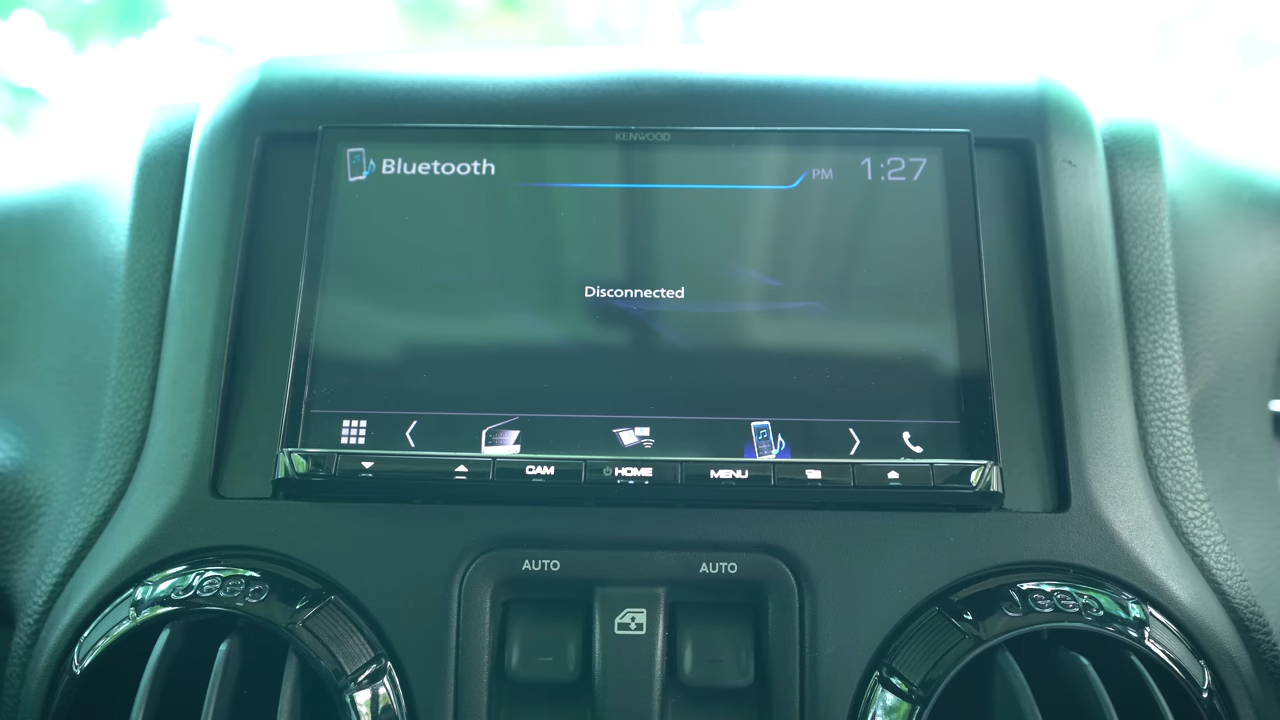 KENWOOD
Bluetooth
PM 1:27
Disconnected
CAM
HOME
MENU
AUTO
AUTO
Jeep
Jeep